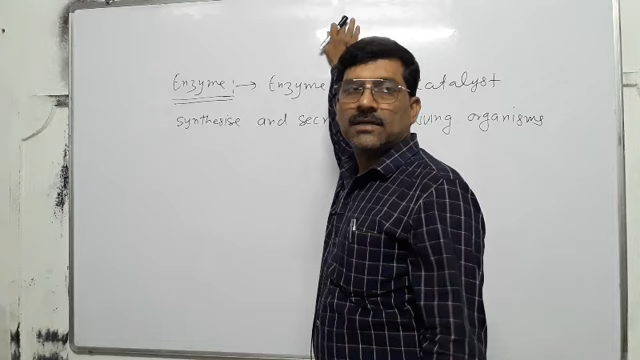 Enzyme :→ Enzyme catalyst
synthesise and secr living organisms